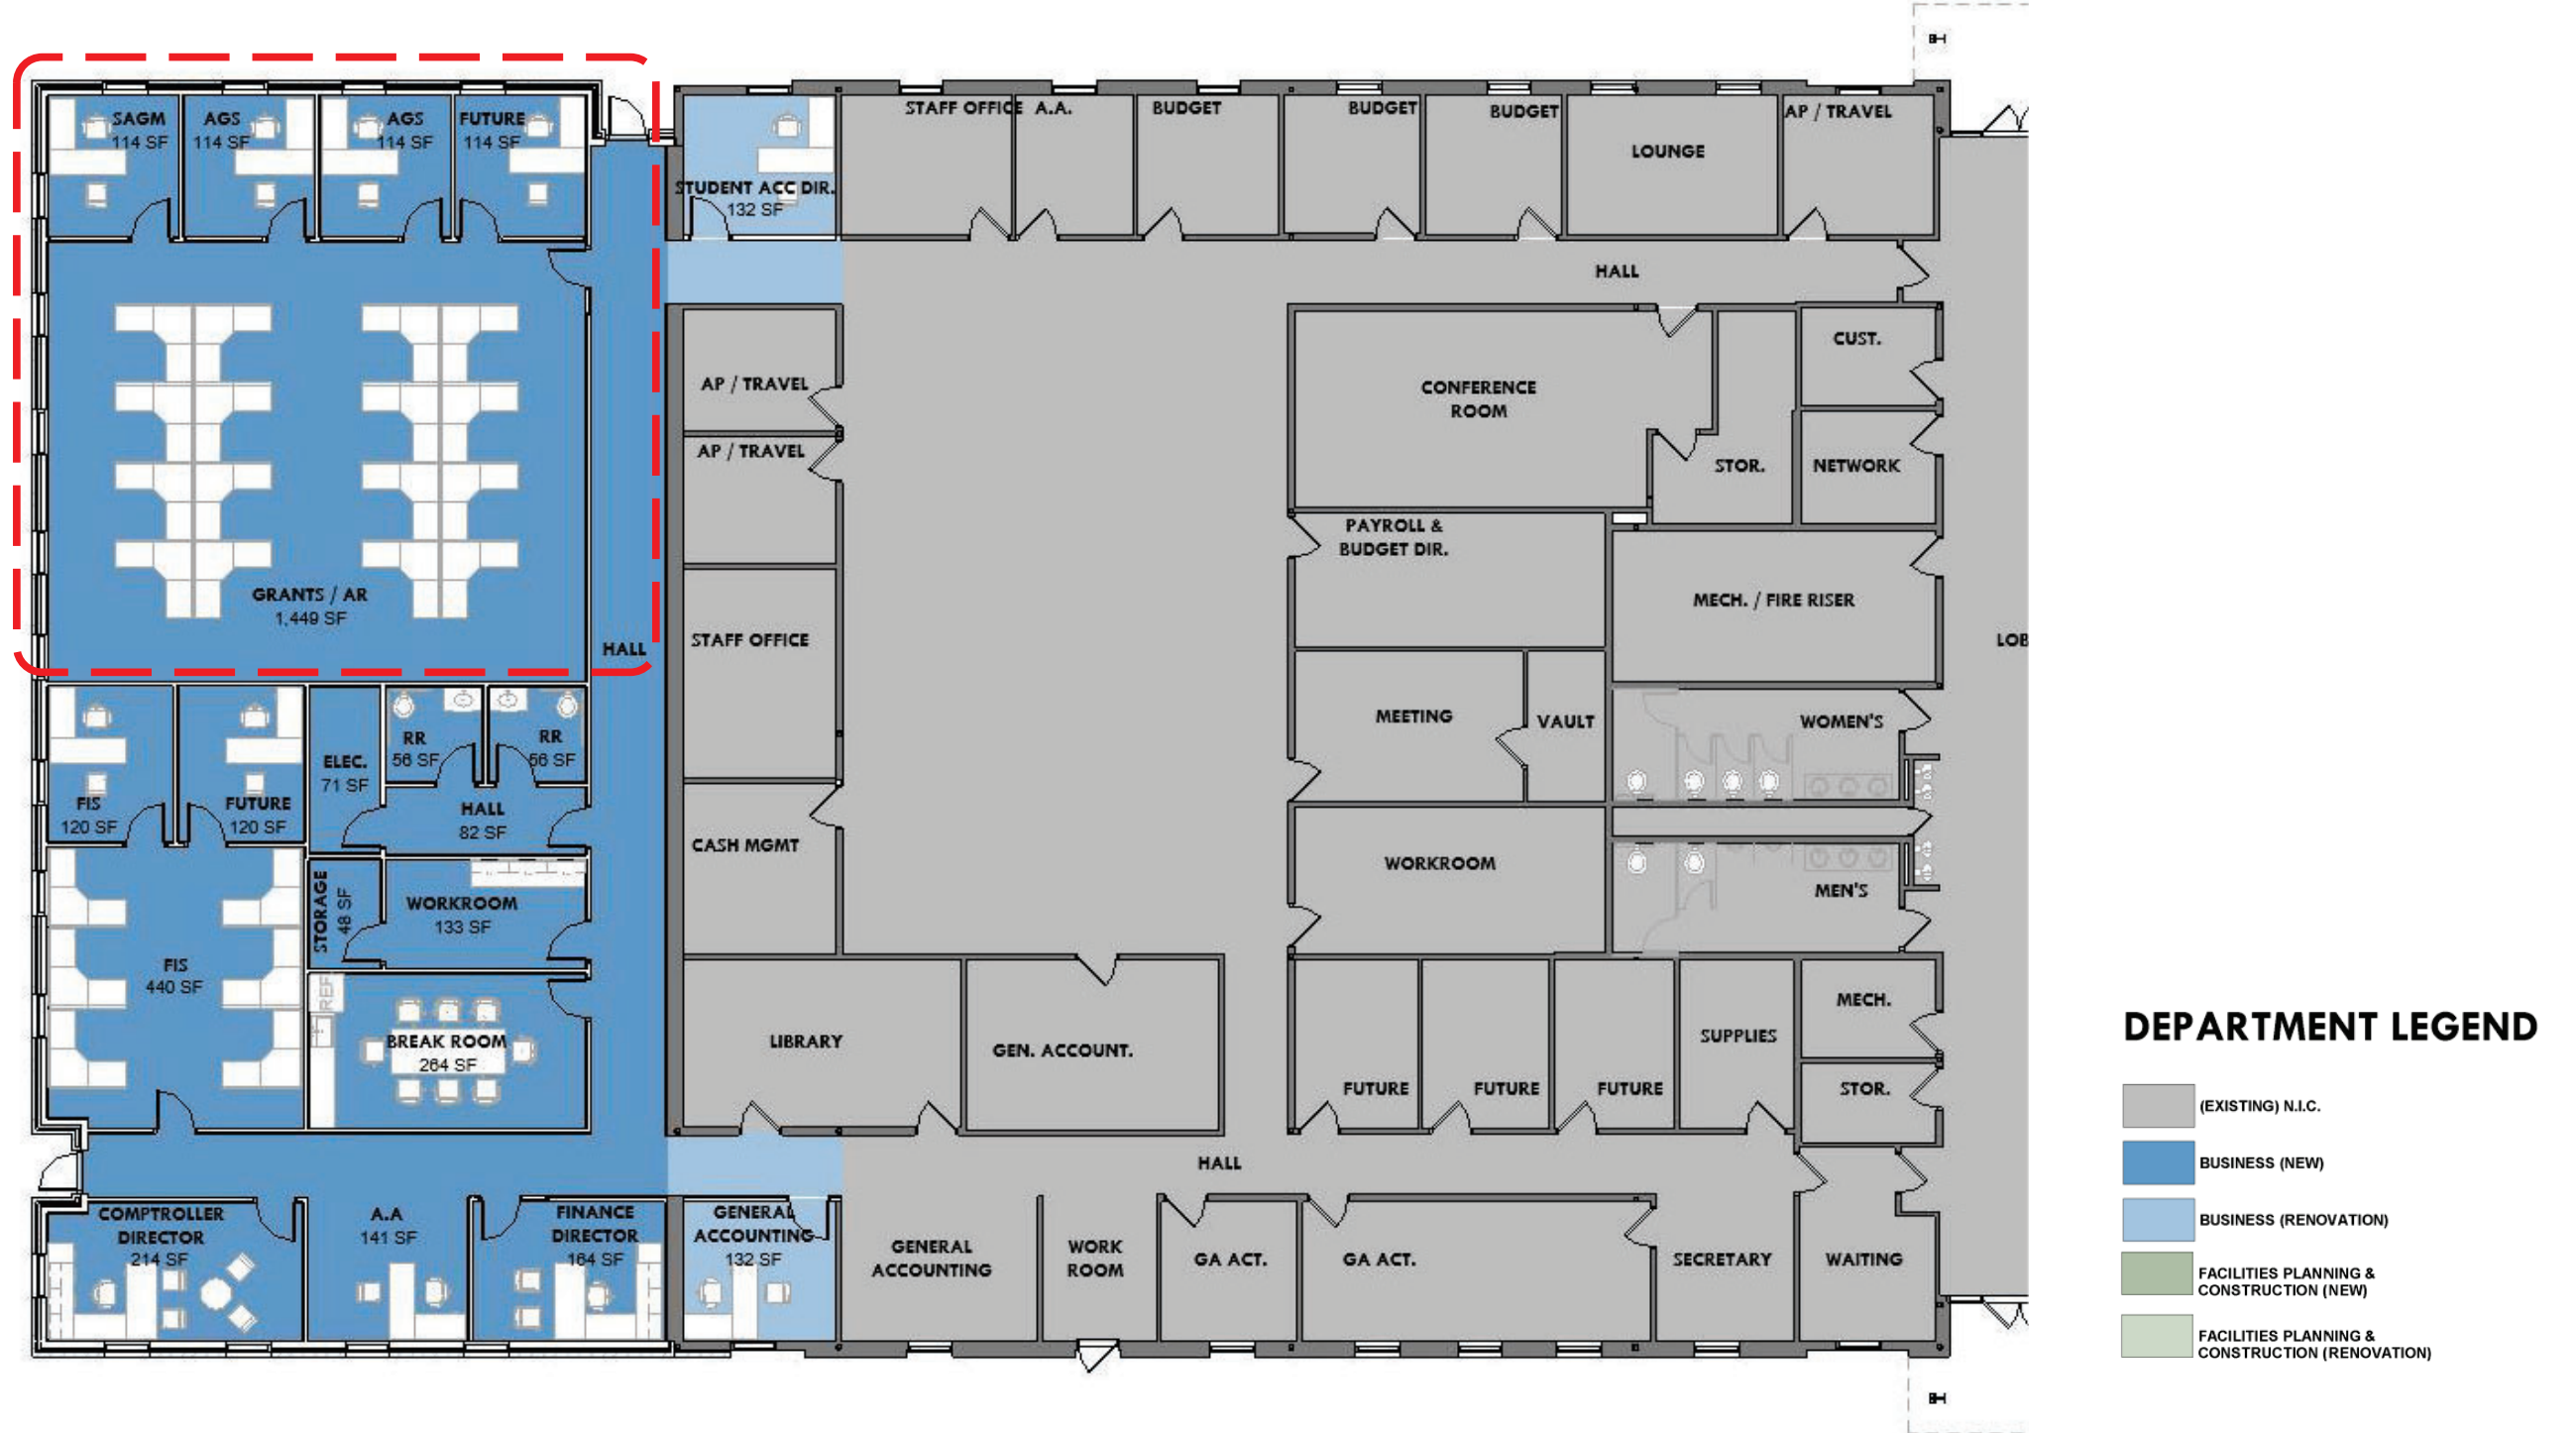 SAGM
114 SF
AGS
114 SF
AGS
114 SF
FUTURE
114 SF
STUDENT ACC DIR.
132 SF
STAFF OFFICE
A.A.
BUDGET
BUDGET
BUDGET
LOUNGE
AP / TRAVEL
HALL
GRANTS / AR
1,449 SF
HALL
AP / TRAVEL
AP / TRAVEL
STAFF OFFICE
CASH MGMT
CONFERENCE
ROOM
STOR.
CUST.
NETWORK
PAYROLL &
BUDGET DIR.
MECH. / FIRE RISER
LOB
MEETING
VAULT
WOMEN'S
WORKROOM
MEN'S
FIS
120 SF
FUTURE
120 SF
ELEC.
71 SF
RR
56 SF
RR
56 SF
HALL
82 SF
STORAGE
48 SF
WORKROOM
133 SF
FIS
440 SF
REF
BREAK ROOM
264 SF
LIBRARY
GEN. ACCOUNT.
FUTURE
FUTURE
FUTURE
SUPPLIES
MECH.
STOR.
HALL
COMPTROLLER
DIRECTOR
214 SF
A.A
141 SF
FINANCE
DIRECTOR
164 SF
GENERAL
ACCOUNTING
132 SF
GENERAL
ACCOUNTING
WORK
ROOM
GA ACT.
GA ACT.
SECRETARY
WAITING
DEPARTMENT LEGEND
(EXISTING) N.I.C.
BUSINESS (NEW)
BUSINESS (RENOVATION)
FACILITIES PLANNING &
CONSTRUCTION (NEW)
FACILITIES PLANNING &
CONSTRUCTION (RENOVATION)